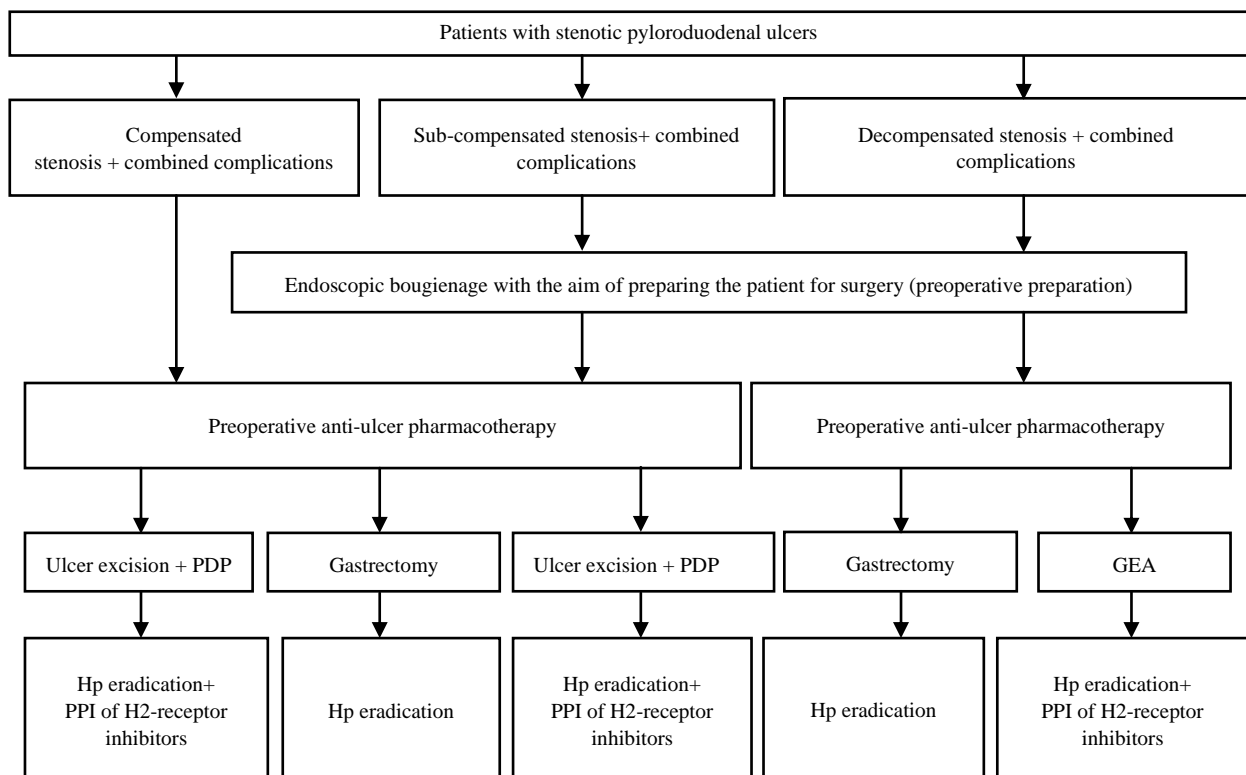 Patients with stenotic pyloroduodenal ulcers
Compensated
stenosis + combined complications
Sub-compensated stenosis+ combined
complications
Decompensated stenosis + combined
complications
Endoscopic bougienage with the aim of preparing the patient for surgery (preoperative preparation)
Preoperative anti-ulcer pharmacotherapy
Preoperative anti-ulcer pharmacotherapy
Ulcer excision + PDP
Gastrectomy
Ulcer excision + PDP
Gastrectomy
GEA
Hp eradication+
PPI of H2-receptor
inhibitors
Hp eradication
Hp eradication+
PPI of H2-receptor
inhibitors
Hp eradication
Hp eradication+
PPI of H2-receptor
inhibitors